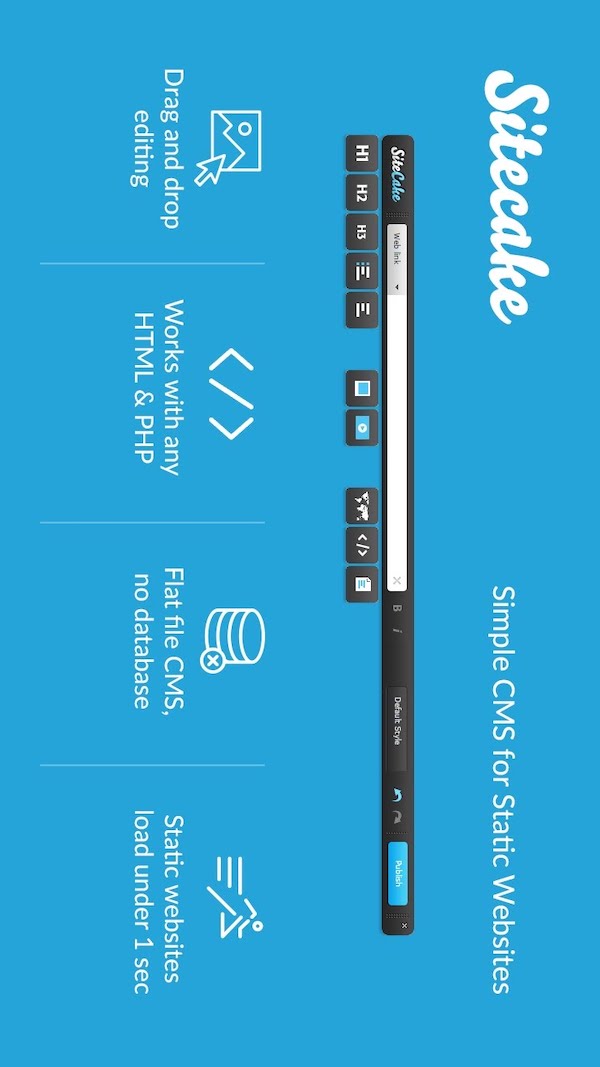 Sitecake
Simple CMS for Static Websites
SiteCake
Web link
B
i
Default Style
Publish
H1
H2
H3
Drag and drop
editing
Works with any
HTML & PHP
Flat file CMS,
no database
Static websites
load under 1 sec